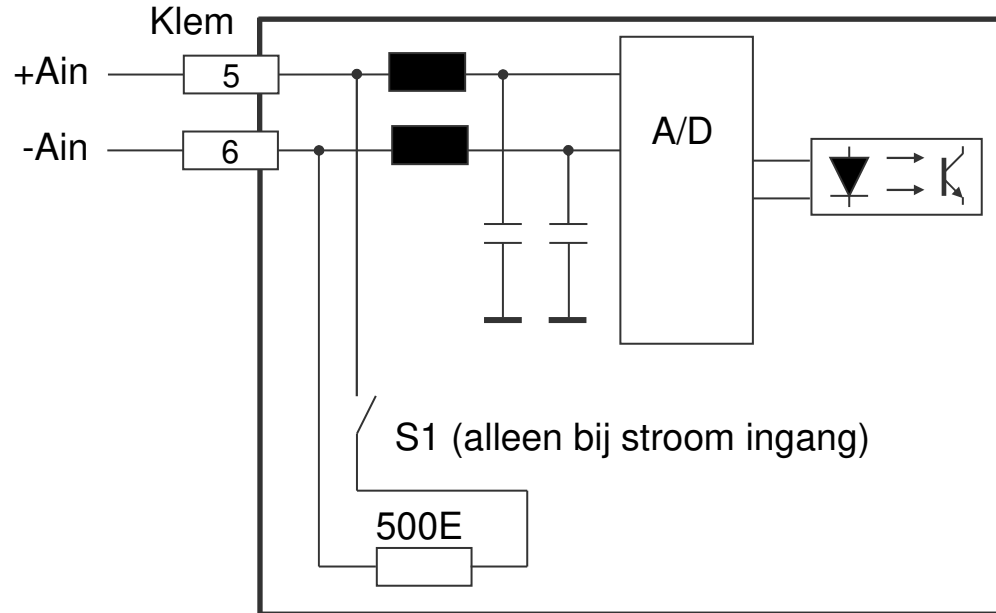 Klem
+Ain
5
-Ain
6
A/D
S1 (alleen bij stroom ingang)
500E